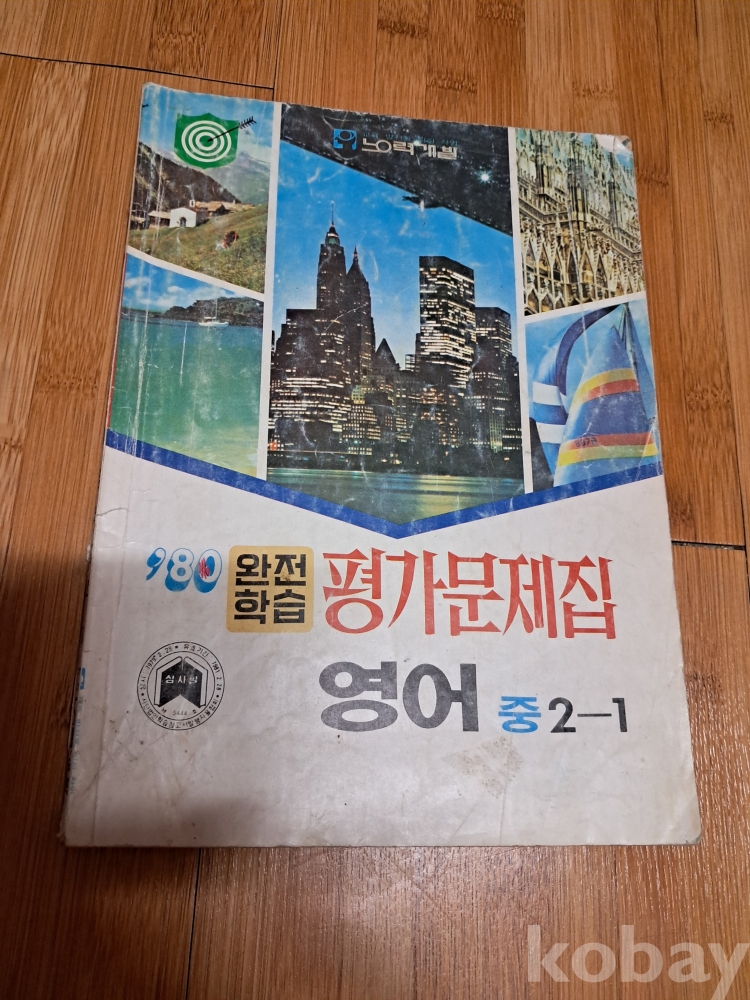 노력개발
'80 완전학습 평가문제집
심사필
영어 중 2-1
kobay